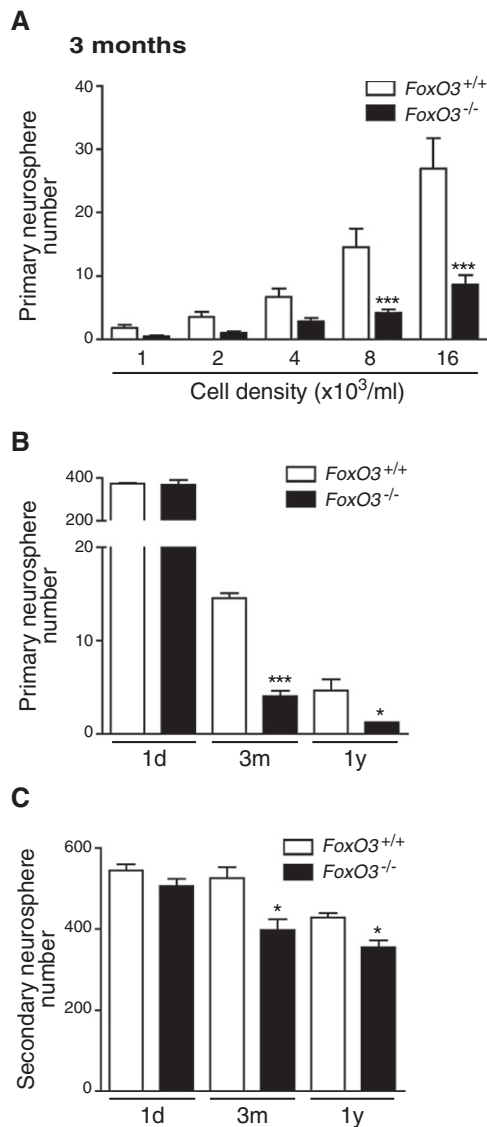 A
3 months
40
30
20
10
0
Primary neurosphere
number
FoxO3+/+
FoxO3-/-
***
***
1 2 4 8 16
Cell density (x10³/ml)
B
400
200
20
10
0
Primary neurosphere
number
FoxO3+/+
FoxO3-/-
***
*
1d 3m 1y
C
600
400
200
0
Secondary neurosphere
number
FoxO3+/+
FoxO3-/-
*
*
1d 3m 1y